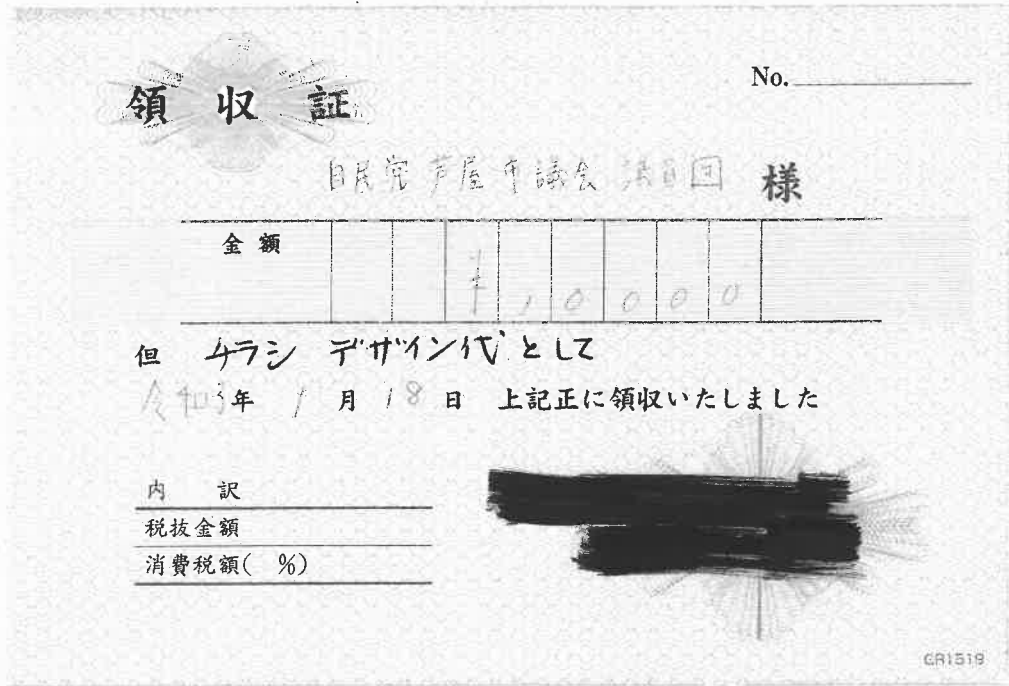 No.
領収証
自民党芦屋市議会議員団 様
金額 ¥10000
但 チラシ デザイン代として
令和3年 1月18日 上記正に領収いたしました
内訳
税抜金額
消費税額( %)
GR1519